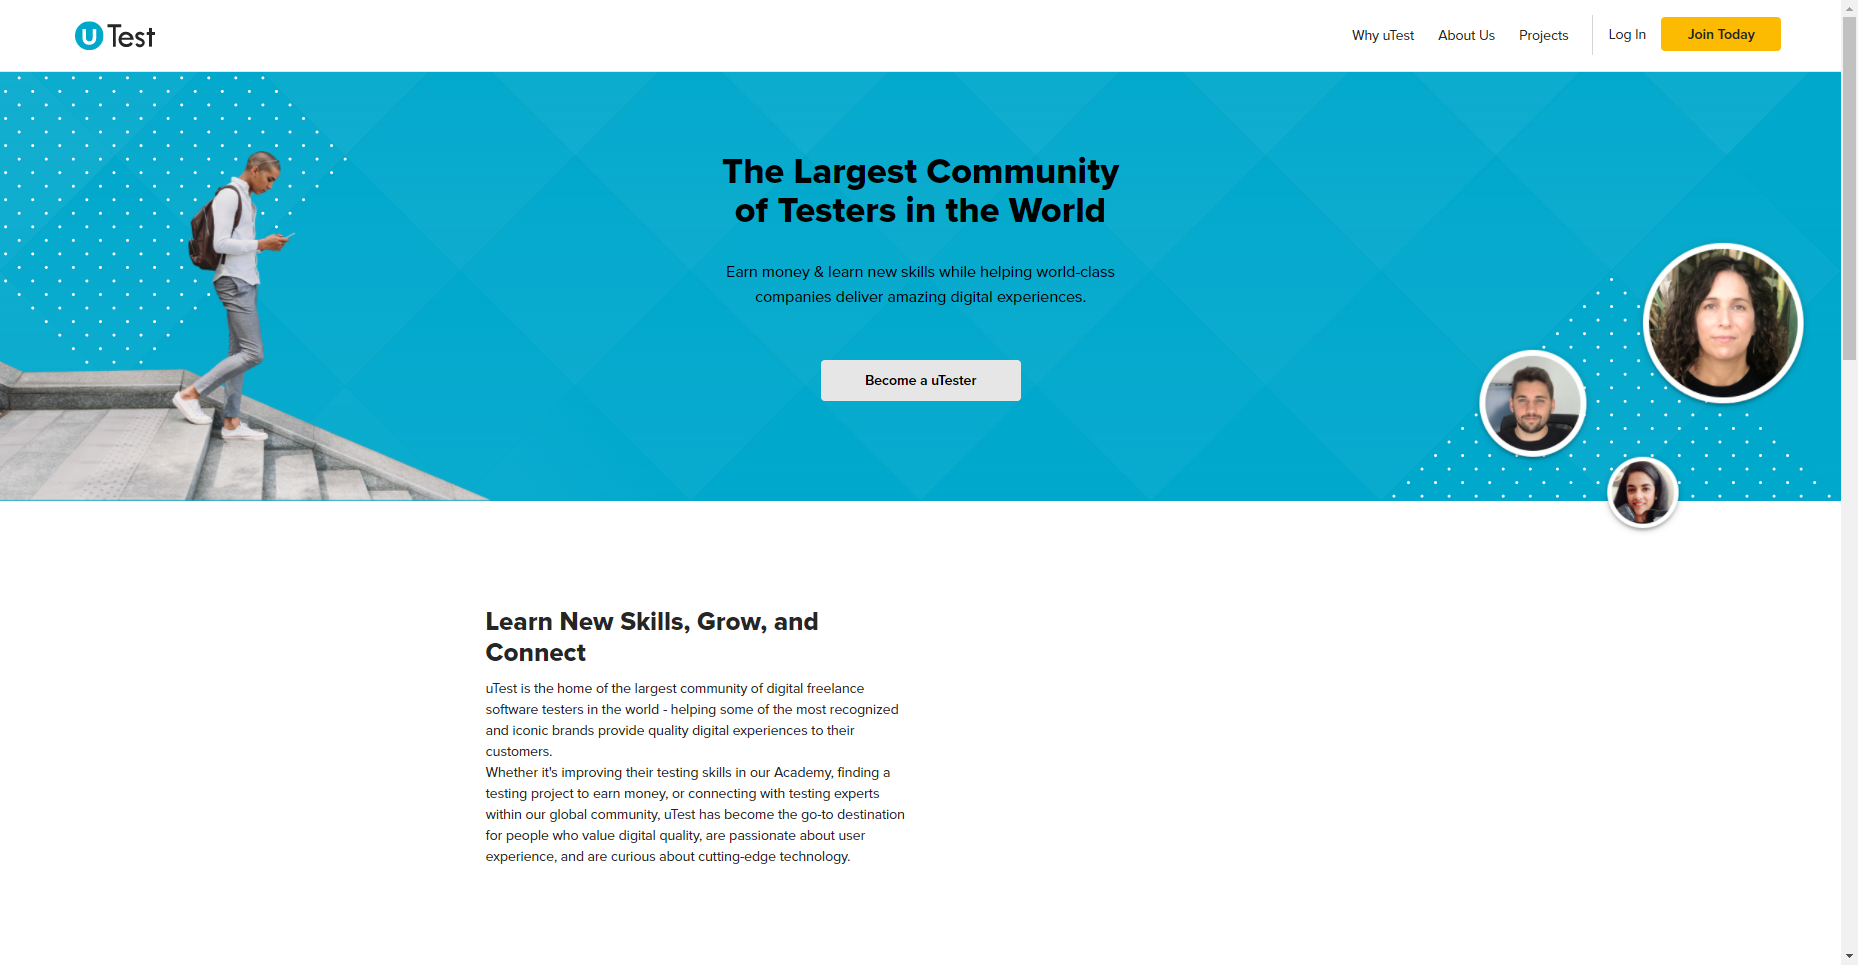 uTest
Why uTest
About Us
Projects
Log In
Join Today
The Largest Community
of Testers in the World
Earn money & learn new skills while helping world-class
companies deliver amazing digital experiences.
Become a uTester
Learn New Skills, Grow, and
Connect
uTest is the home of the largest community of digital freelance
software testers in the world - helping some of the most recognized
and iconic brands provide quality digital experiences to their
customers.
Whether it's improving their testing skills in our Academy, finding a
testing project to earn money, or connecting with testing experts
within our global community, uTest has become the go-to destination
for people who value digital quality, are passionate about user
experience, and are curious about cutting-edge technology.